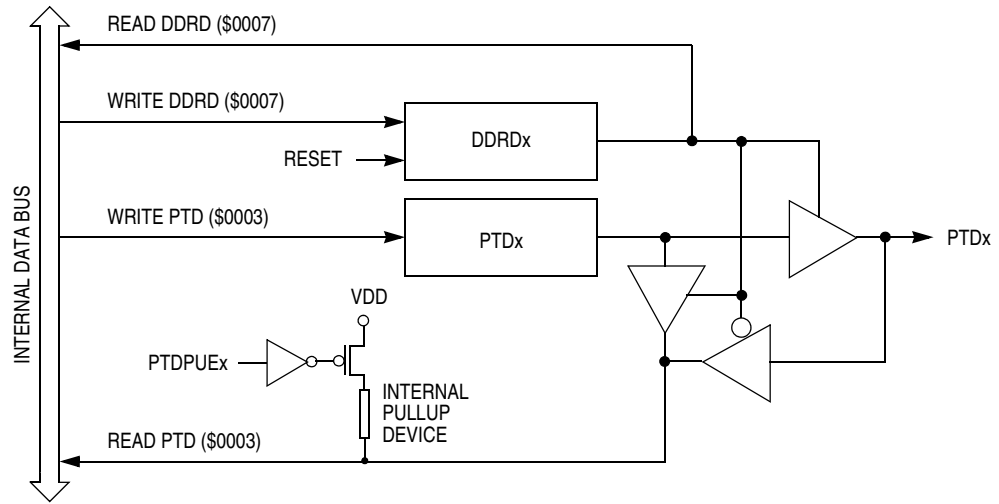 READ DDRD ($0007)
WRITE DDRD ($0007)
DDRDx
RESET
WRITE PTD ($0003)
PTDx
PTDx
INTERNAL DATA BUS
VDD
PTDPUEx
INTERNAL
PULLUP
DEVICE
READ PTD ($0003)